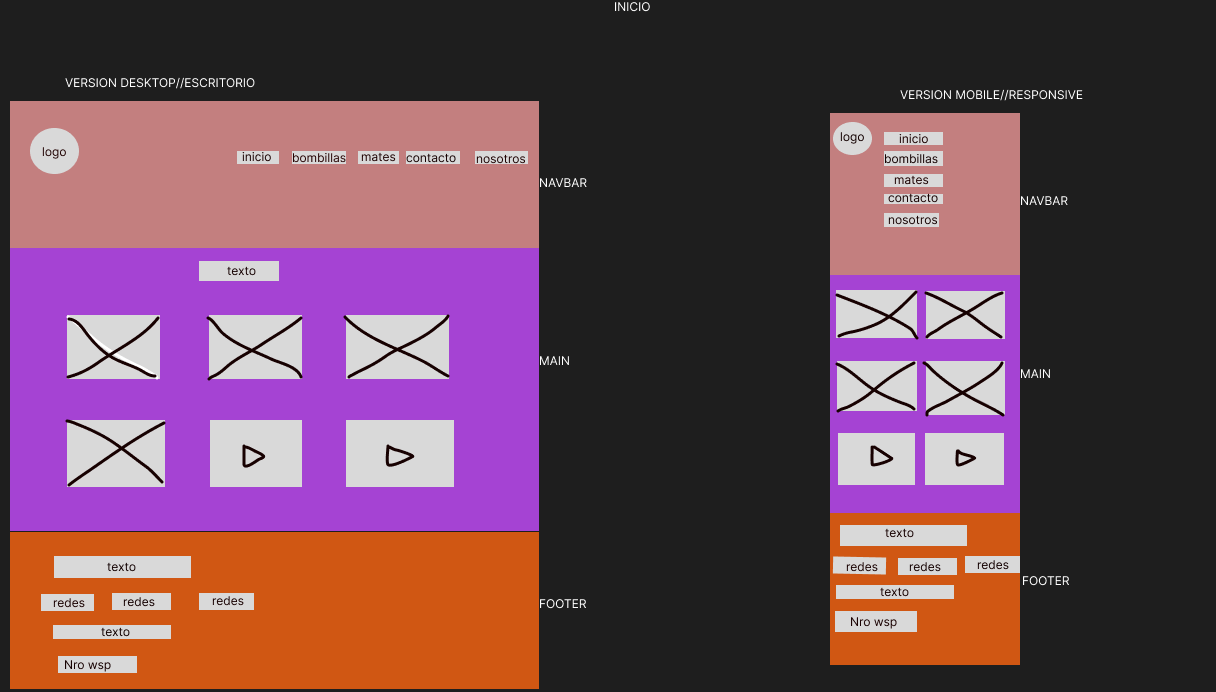 INICIO
VERSION DESKTOP//ESCRITORIO
logo
inicio
bombillas
mates
contacto
nosotros
NAVBAR
texto
MAIN
texto
redes
redes
redes
texto
Nro wsp
FOOTER
VERSION MOBILE//RESPONSIVE
logo
inicio
bombillas
mates
contacto
nosotros
NAVBAR
MAIN
texto
redes
redes
redes
texto
Nro wsp
FOOTER